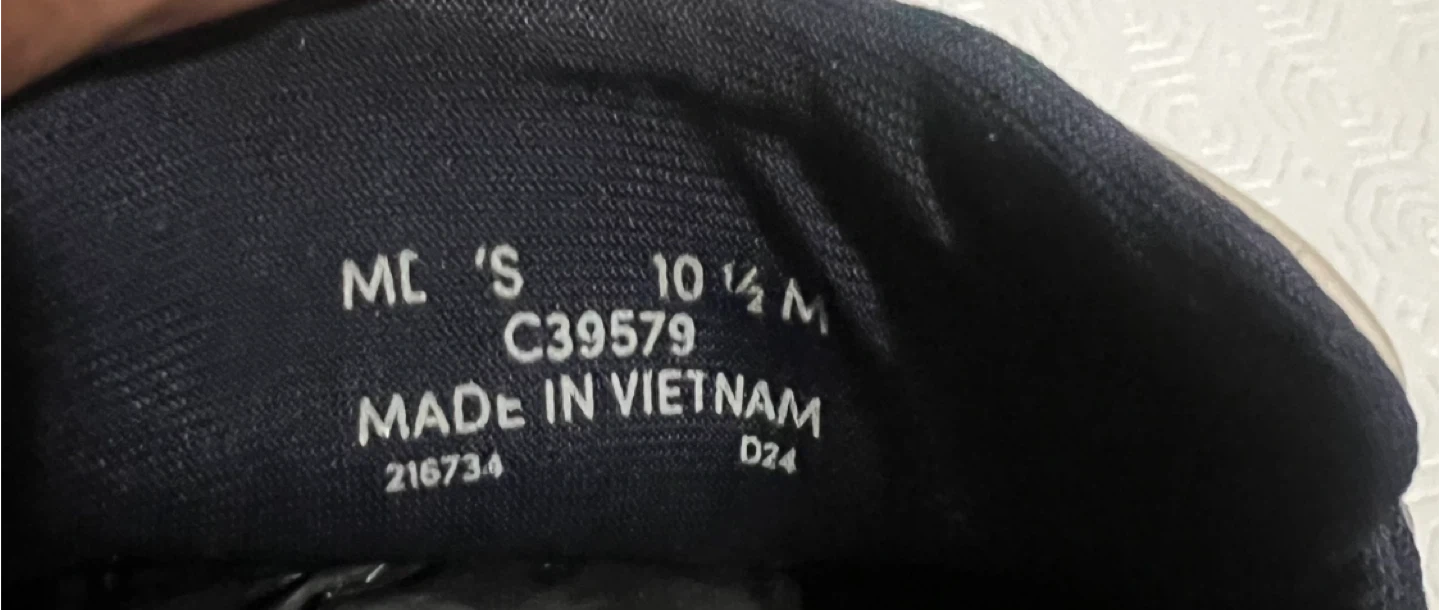 'S 10 ½ M
C39579
MADE IN VIETNAM
216734 D24